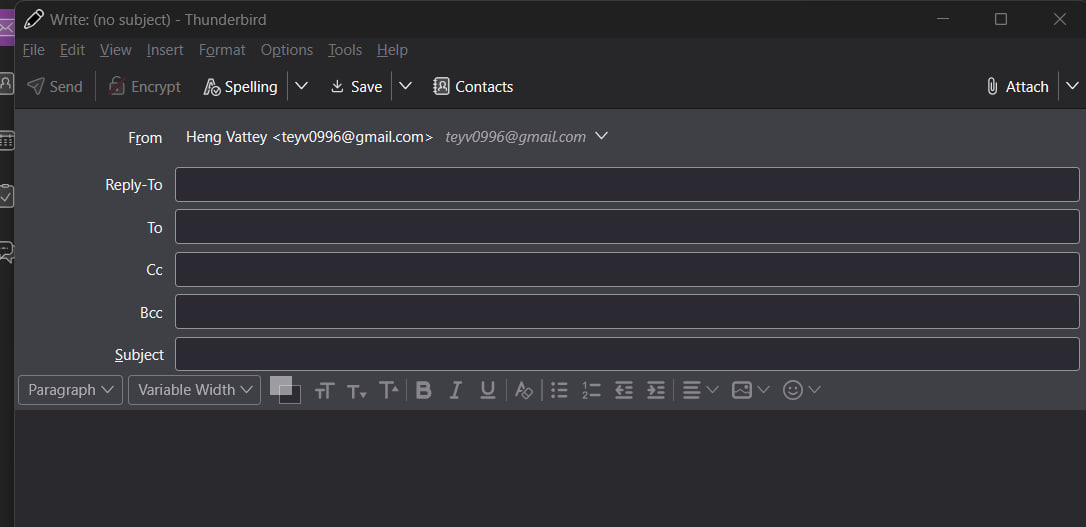 Write: (no subject) - Thunderbird
File Edit View Insert Format Options Tools Help
Send Encrypt Spelling Save Contacts Attach
From Heng Vattey <teyv0996@gmail.com> teyv0996@gmail.com
Reply-To
To
Cc
Bcc
Subject
Paragraph Variable Width